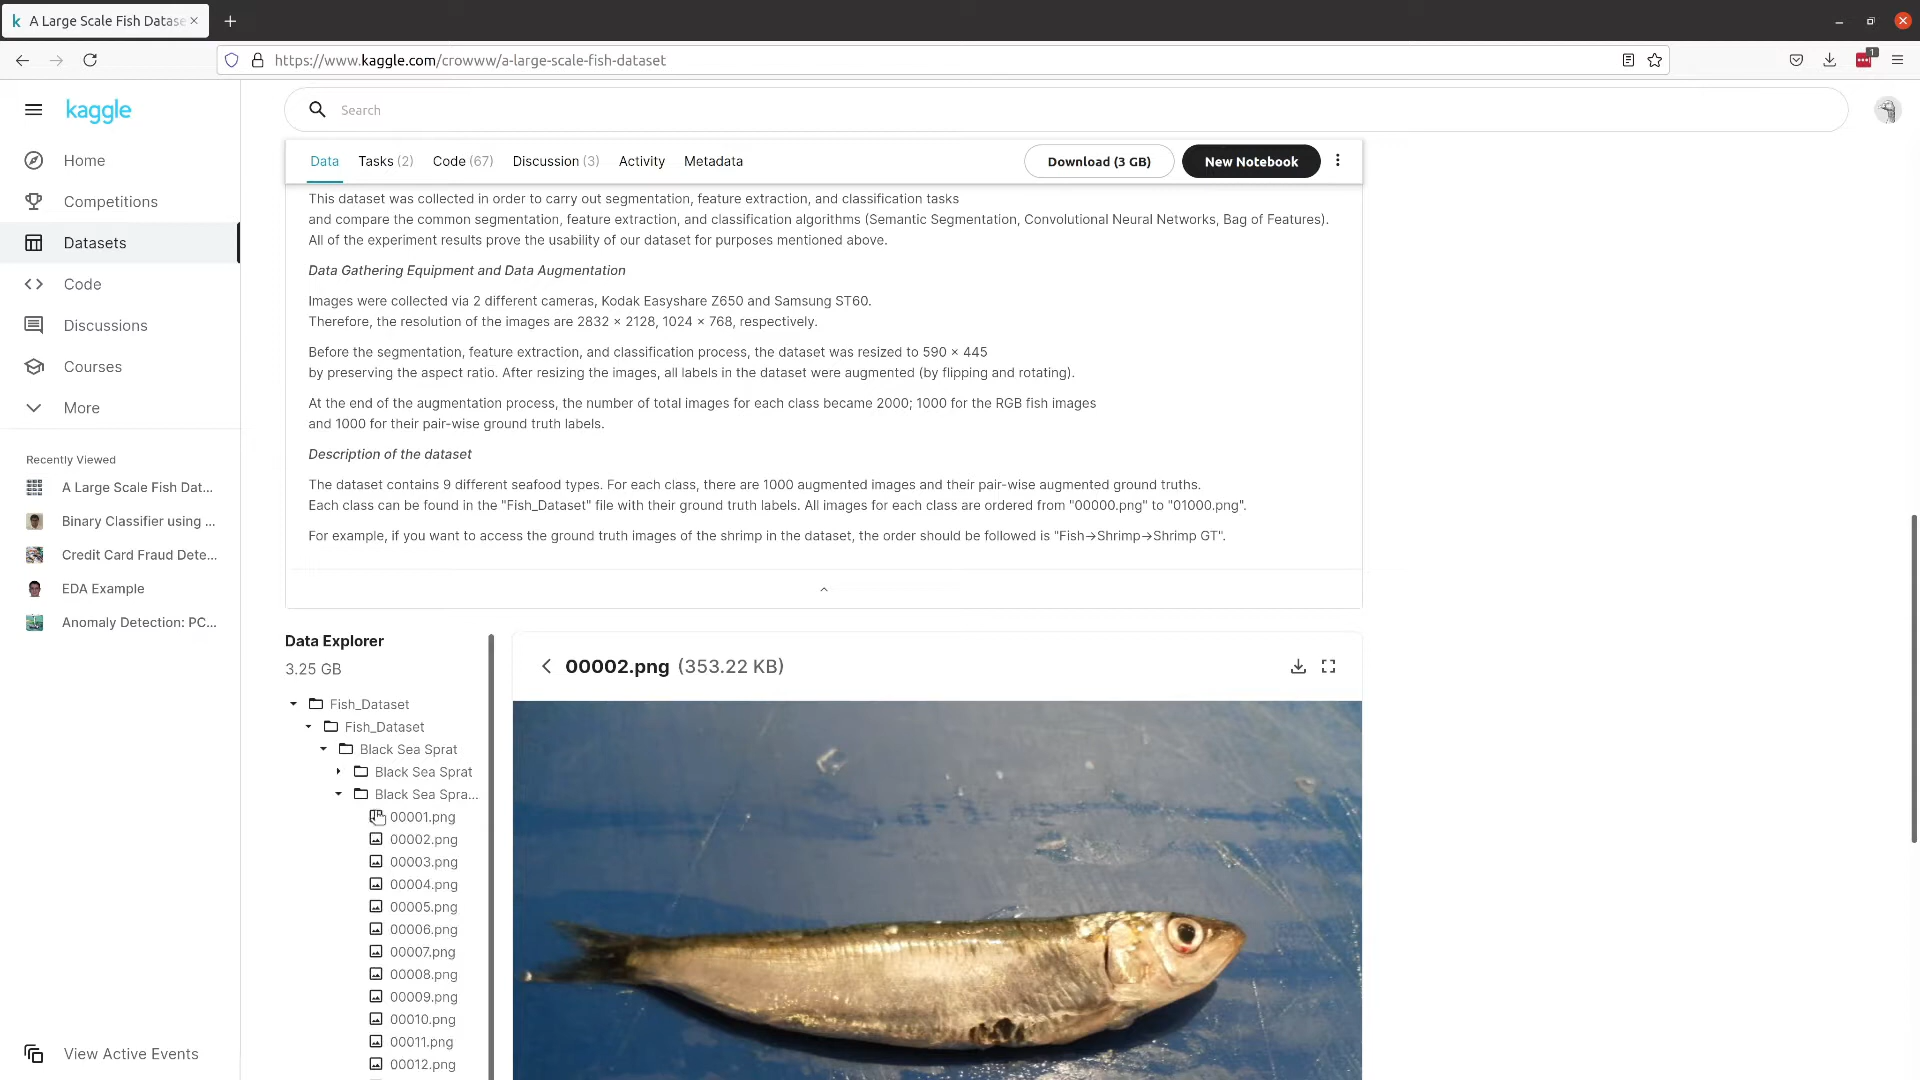 A Large Scale Fish Datase
https://www.kaggle.com/crowww/a-large-scale-fish-dataset
1
kaggle
Search
Home
Competitions
Datasets
Code
Discussions
Courses
More
Recently Viewed
A Large Scale Fish Dat...
Binary Classifier using ...
Credit Card Fraud Dete...
EDA Example
Anomaly Detection: PC...
View Active Events
Data Tasks (2) Code (67) Discussion (3) Activity Metadata Download (3 GB) New Notebook
This dataset was collected in order to carry out segmentation, feature extraction, and classification tasks
and compare the common segmentation, feature extraction, and classification algorithms (Semantic Segmentation, Convolutional Neural Networks, Bag of Features).
All of the experiment results prove the usability of our dataset for purposes mentioned above.
Data Gathering Equipment and Data Augmentation
Images were collected via 2 different cameras, Kodak Easyshare Z650 and Samsung ST60.
Therefore, the resolution of the images are 2832 × 2128, 1024 × 768, respectively.
Before the segmentation, feature extraction, and classification process, the dataset was resized to 590 × 445
by preserving the aspect ratio. After resizing the images, all labels in the dataset were augmented (by flipping and rotating).
At the end of the augmentation process, the number of total images for each class became 2000; 1000 for the RGB fish images
and 1000 for their pair-wise ground truth labels.
Description of the dataset
The dataset contains 9 different seafood types. For each class, there are 1000 augmented images and their pair-wise augmented ground truths.
Each class can be found in the "Fish_Dataset" file with their ground truth labels. All images for each class are ordered from "00000.png" to "01000.png".
For example, if you want to access the ground truth images of the shrimp in the dataset, the order should be followed is "Fish→Shrimp→Shrimp GT".
Data Explorer
3.25 GB
Fish_Dataset
Fish_Dataset
Black Sea Sprat
Black Sea Sprat
Black Sea Spra...
00001.png
00002.png
00003.png
00004.png
00005.png
00006.png
00007.png
00008.png
00009.png
00010.png
00011.png
00012.png
00002.png (353.22 KB)